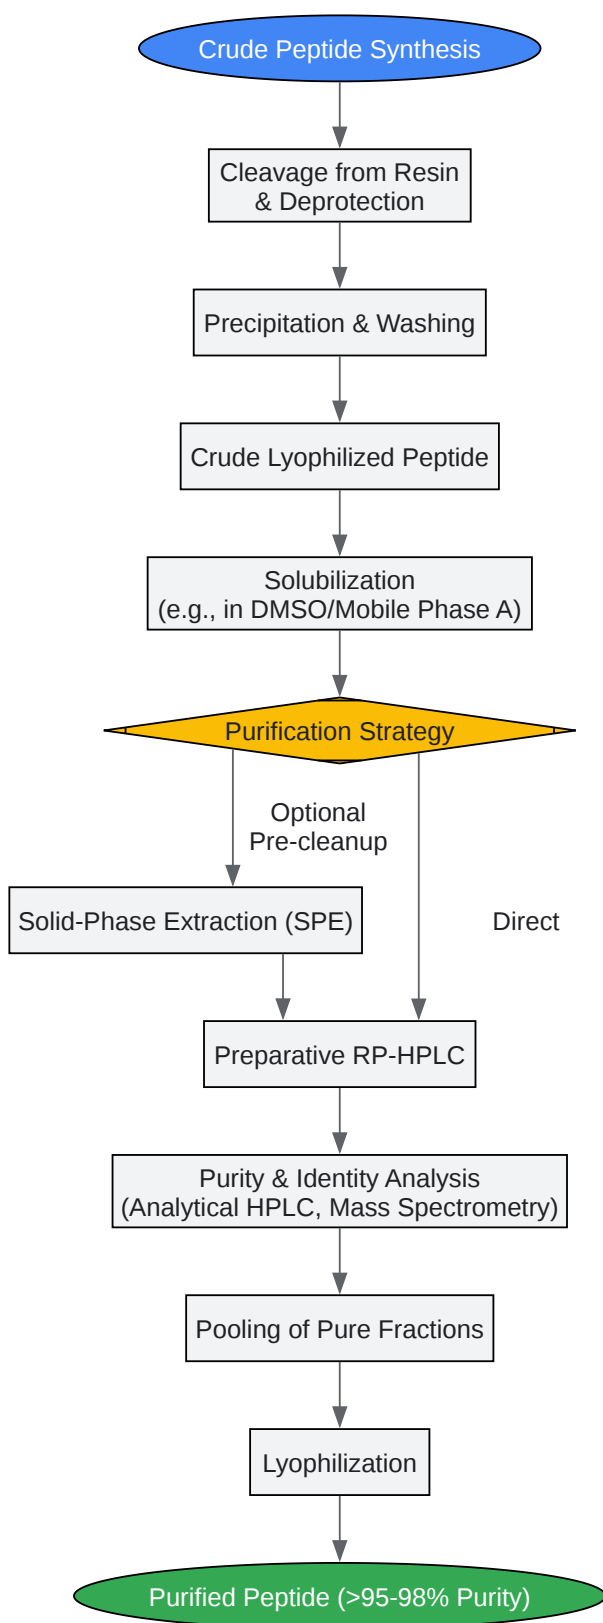 Crude Peptide Synthesis
Cleavage from Resin
& Deprotection
Precipitation & Washing
Crude Lyophilized Peptide
Solubilization
(e.g., in DMSO/Mobile Phase A)
Purification Strategy
Optional
Pre-cleanup
Solid-Phase Extraction (SPE)
Direct
Preparative RP-HPLC
Purity & Identity Analysis
(Analytical HPLC, Mass Spectrometry)
Pooling of Pure Fractions
Lyophilization
Purified Peptide (>95-98% Purity)